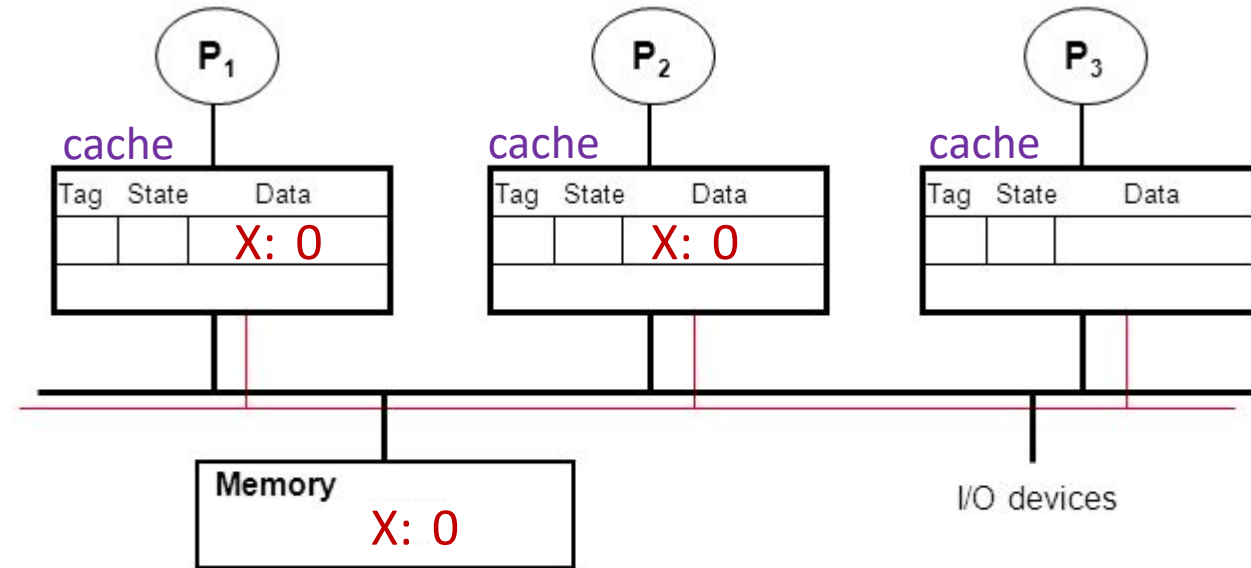 P₁ P₂ P₃
cache cache cache
Tag State Data Tag State Data Tag State Data
X: 0 X: 0
Memory
X: 0
I/O devices